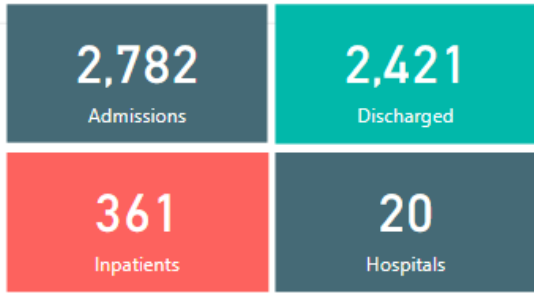 2,782
Admissions
2,421
Discharged
361
Inpatients
20
Hospitals